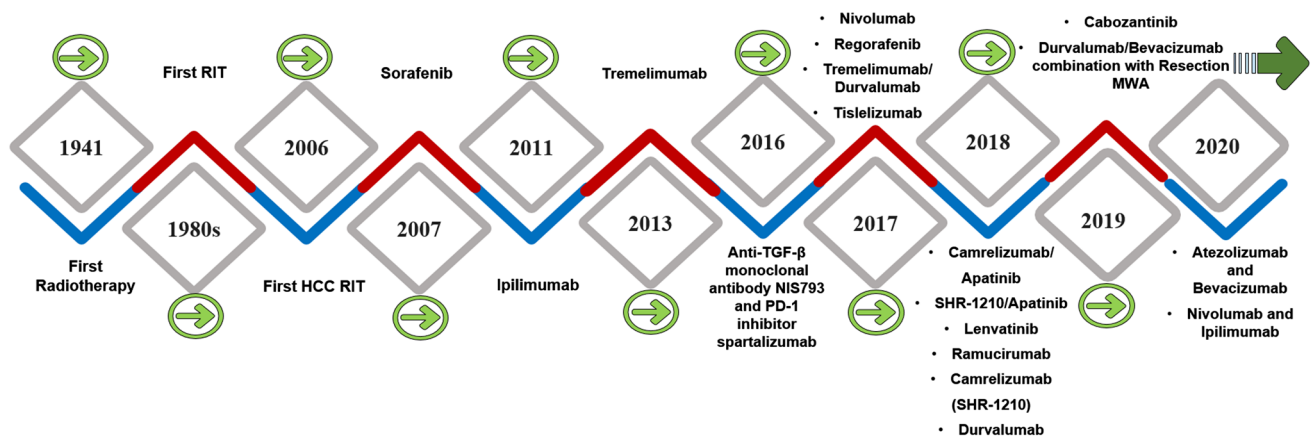 1941
First
Radiotherapy
First RIT
1980s
2006
First HCC RIT
Sorafenib
2007
2011
Ipilimumab
Tremelimumab
2013
2016
Anti-TGF-β
monoclonal
antibody NIS793
and PD-1
inhibitor
spartalizumab
• Nivolumab
• Regorafenib
• Tremelimumab/
Durvalumab
• Tislelizumab
2017
2018
• Camrelizumab/
Apatinib
• SHR-1210/Apatinib
• Lenvatinib
• Ramucirumab
• Camrelizumab
(SHR-1210)
• Durvalumab
• Cabozantinib
• Durvalumab/Bevacizumab
combination with Resection
MWA
2019
2020
• Atezolizumab
and
Bevacizumab
• Nivolumab and
Ipilimumab